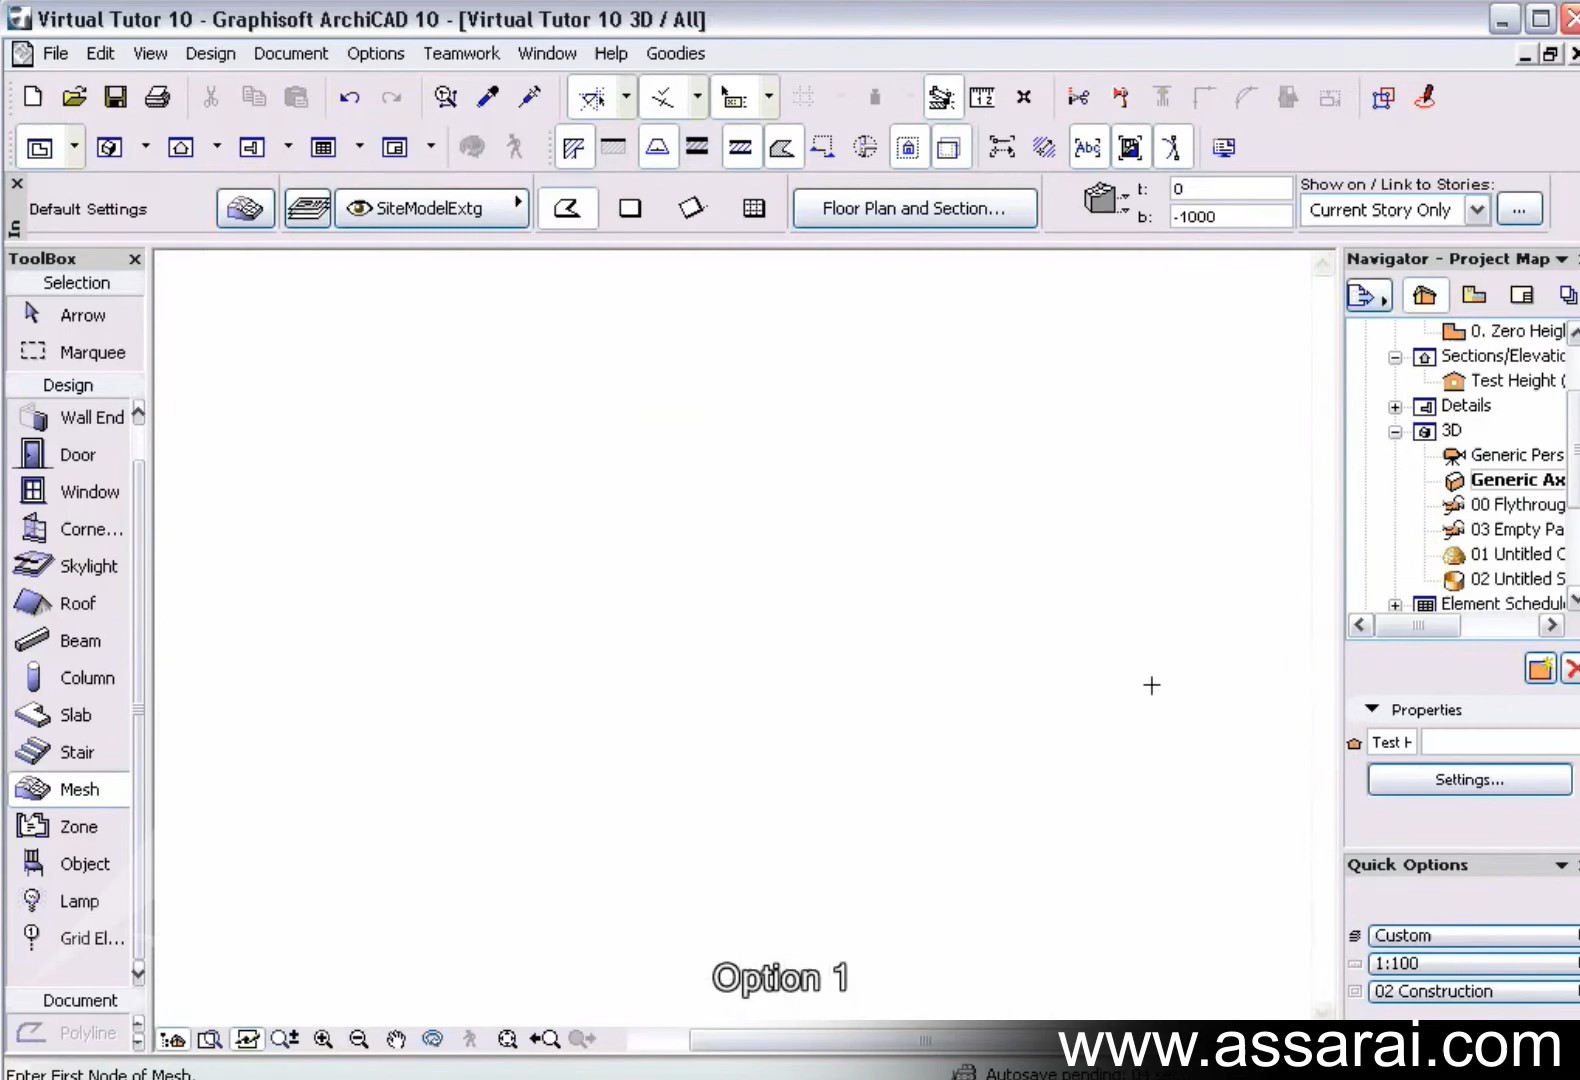 Virtual Tutor 10 - Graphisoft ArchiCAD 10 - [Virtual Tutor 10 3D / All]
File Edit View Design Document Options Teamwork Window Help Goodies
Default Settings
SiteModelExtg
Floor Plan and Section...
t: 0
b: -1000
Show on / Link to Stories:
Current Story Only
...
In
ToolBox
Selection
Arrow
Marquee
Design
Wall End
Door
Window
Corne...
Skylight
Roof
Beam
Column
Slab
Stair
Mesh
Zone
Object
Lamp
Grid El...
Document
Polyline
Navigator - Project Map
0. Zero Heig
Sections/Elevatic
Test Height (
Details
3D
Generic Pers
Generic Ax
00 Flythroug
03 Empty Pa
01 Untitled C
02 Untitled S
Element Schedul
Properties
Test H
Settings...
Quick Options
Custom
1:100
02 Construction
Option 1
www.assarai.com
Enter First Node of Mesh.
Autosave pending: